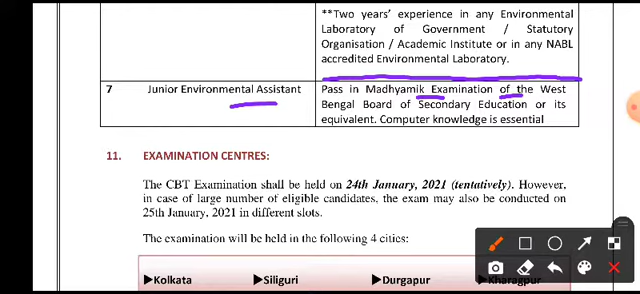 **Two years' experience in any Environmental
Laboratory of Government / Statutory
Organisation / Academic Institute or in any NABL
accredited Environmental Laboratory.
7 Junior Environmental Assistant Pass in Madhyamik Examination of the West
Bengal Board of Secondary Education or its
equivalent. Computer knowledge is essential
11. EXAMINATION CENTRES:
The CBT Examination shall be held on 24th January, 2021 (tentatively). However,
in case of large number of eligible candidates, the exam may also be conducted on
25th January, 2021 in different slots.
The examination will be held in the following 4 cities:
▶Kolkata ▶Siliguri ▶Durgapur ▶Kharagpur